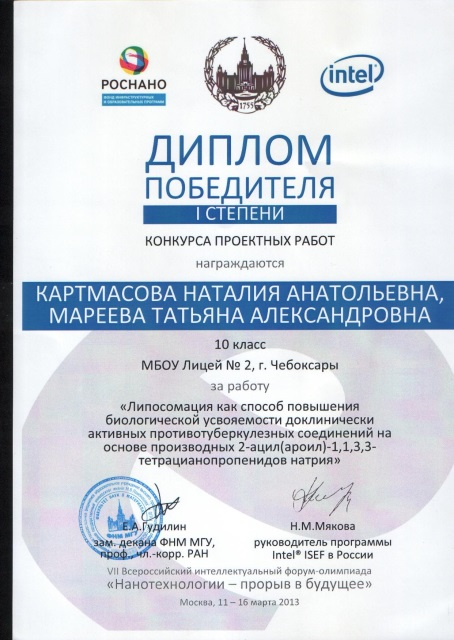 РОСНАНО
ФОНД ИНФРАСТРУКТУРНЫХ
И ОБРАЗОВАТЕЛЬНЫХ ПРОГРАММ
1755
intel
ДИПЛОМ
ПОБЕДИТЕЛЯ
I СТЕПЕНИ
КОНКУРСА ПРОЕКТНЫХ РАБОТ
награждаются
КАРТМАСОВА НАТАЛИЯ АНАТОЛЬЕВНА,
МАРЕЕВА ТАТЬЯНА АЛЕКСАНДРОВНА
10 класс
МБОУ Лицей № 2, г. Чебоксары
за работу
«Липосомация как способ повышения
биологической усвояемости доклинически
активных противотуберкулезных соединений на
основе производных 2-ацил(ароил)-1,1,3,3-
тетрацианопропенидов натрия»
Е.А.Гудилин
зам. декана ФНМ МГУ,
проф., чл.-корр. РАН
Н.М.Мякова
руководитель программы
Intel® ISEF в России
VII Всероссийский интеллектуальный форум-олимпиада
«Нанотехнологии – прорыв в будущее»
Москва, 11 – 16 марта 2013